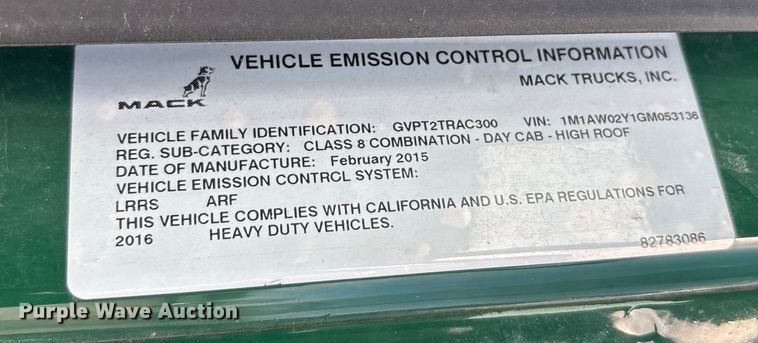 VEHICLE EMISSION CONTROL INFORMATION
MACK
MACK TRUCKS, INC.
VEHICLE FAMILY IDENTIFICATION: GVPT2TRAC300 VIN: 1M1AW02Y1GM053136
REG. SUB-CATEGORY: CLASS 8 COMBINATION - DAY CAB - HIGH ROOF
DATE OF MANUFACTURE: February 2015
VEHICLE EMISSION CONTROL SYSTEM:
LRRS ARF
THIS VEHICLE COMPLIES WITH CALIFORNIA AND U.S. EPA REGULATIONS FOR
2016 HEAVY DUTY VEHICLES.
82783086
Purple Wave Auction